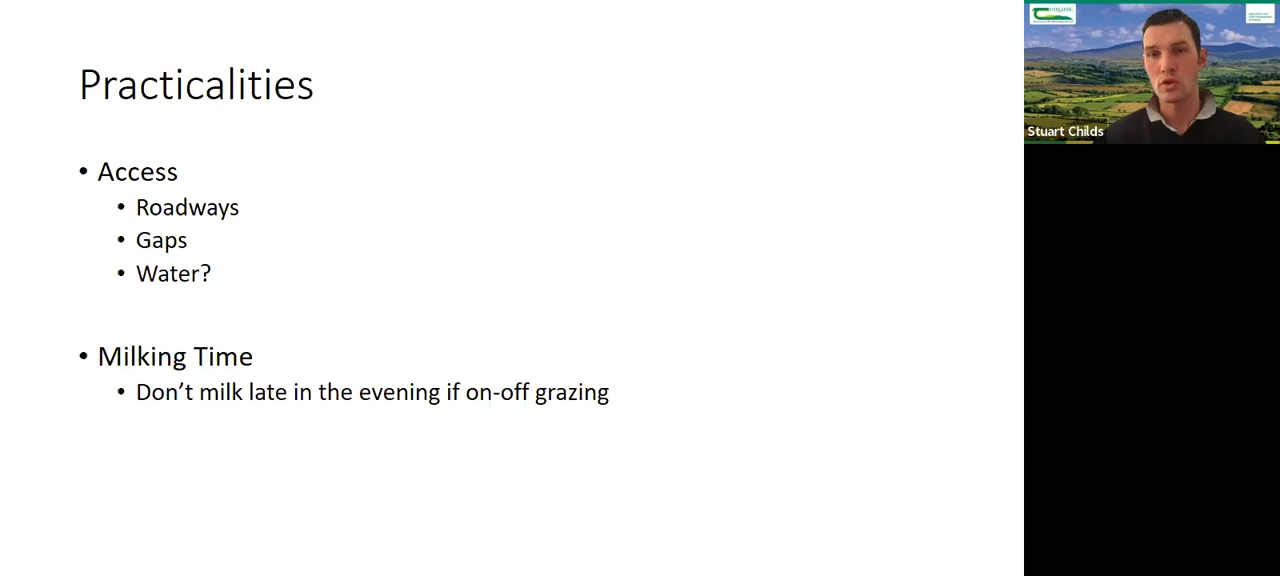 Practicalities
• Access
• Roadways
• Gaps
• Water?
• Milking Time
• Don't milk late in the evening if on-off grazing
Stuart Childs